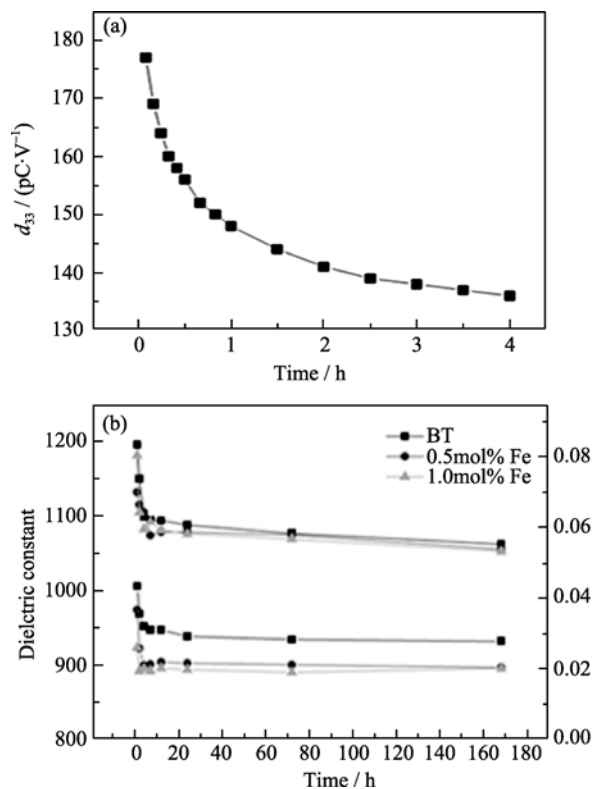 (a)
180
170
160
150
140
130
d33 / (pC·V−1)
0 1 2 3 4
Time / h
(b)
BT
0.5mol% Fe
1.0mol% Fe
1200
1100
1000
900
800
Dielctric constant
0.08
0.06
0.04
0.02
0.00
0 20 40 60 80 100 120 140 160 180
Time / h